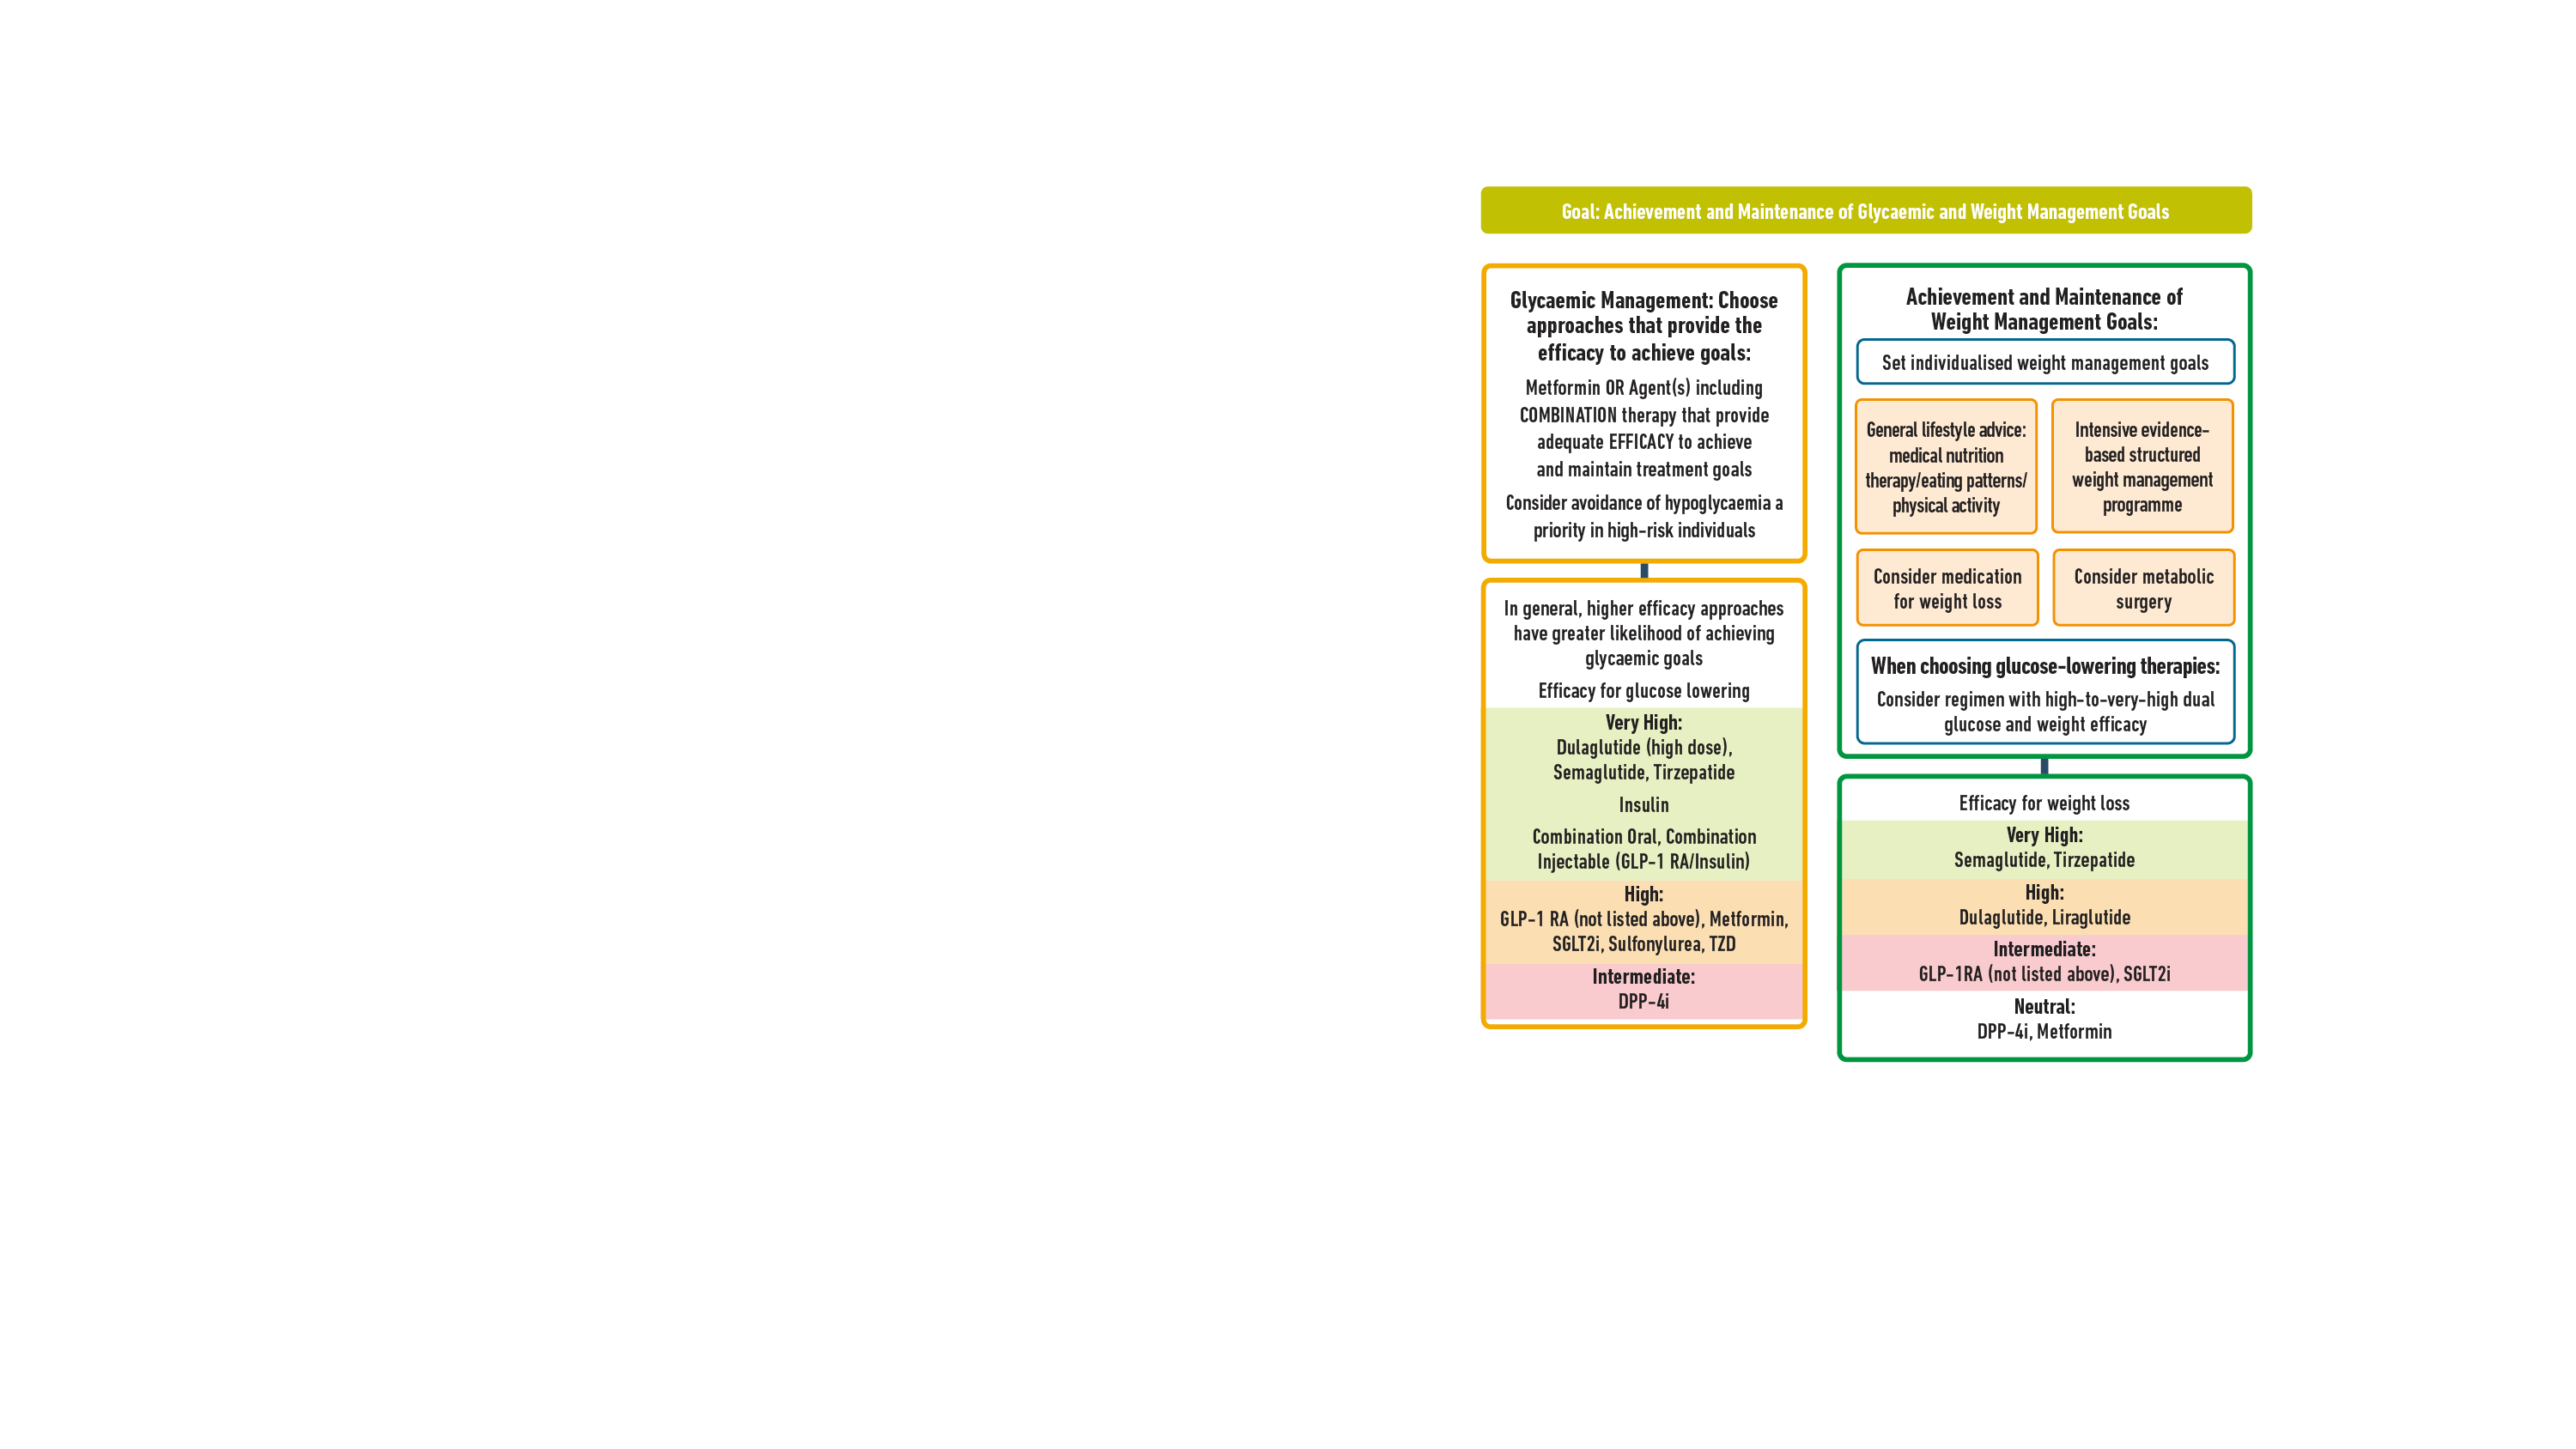 Goal: Achievement and Maintenance of Glycaemic and Weight Management Goals
Glycaemic Management: Choose
approaches that provide the
efficacy to achieve goals:
Metformin OR Agent(s) including
COMBINATION therapy that provide
adequate EFFICACY to achieve
and maintain treatment goals
Consider avoidance of hypoglycaemia a
priority in high-risk individuals
In general, higher efficacy approaches
have greater likelihood of achieving
glycaemic goals
Efficacy for glucose lowering
Very High:
Dulaglutide (high dose),
Semaglutide, Tirzepatide
Insulin
Combination Oral, Combination
Injectable (GLP-1 RA/Insulin)
High:
GLP-1 RA (not listed above), Metformin,
SGLT2i, Sulfonylurea, TZD
Intermediate:
DPP-4i
Achievement and Maintenance of
Weight Management Goals:
Set individualised weight management goals
General lifestyle advice:
medical nutrition
therapy/eating patterns/
physical activity
Intensive evidence-
based structured
weight management
programme
Consider medication
for weight loss
Consider metabolic
surgery
When choosing glucose-lowering therapies:
Consider regimen with high-to-very-high dual
glucose and weight efficacy
Efficacy for weight loss
Very High:
Semaglutide, Tirzepatide
High:
Dulaglutide, Liraglutide
Intermediate:
GLP-1RA (not listed above), SGLT2i
Neutral:
DPP-4i, Metformin